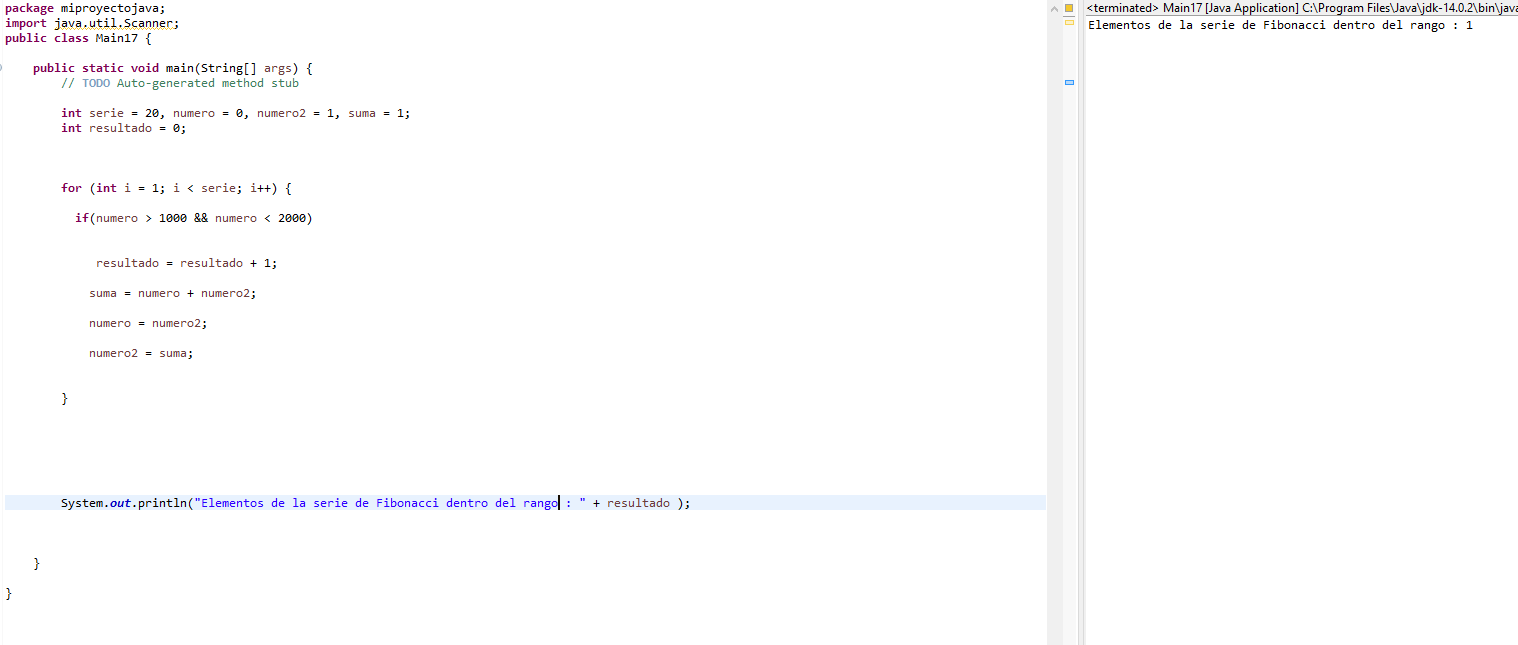 package miproyectojava;
import java.util.Scanner;
public class Main17 {
public static void main(String[] args) {
// TODO Auto-generated method stub
int serie = 20, numero = 0, numero2 = 1, suma = 1;
int resultado = 0;
for (int i = 1; i < serie; i++) {
if(numero > 1000 && numero < 2000)
resultado = resultado + 1;
suma = numero + numero2;
numero = numero2;
numero2 = suma;
}
System.out.println("Elementos de la serie de Fibonacci dentro del rango : " + resultado );
}
}
<terminated> Main17 [Java Application] C:\Program Files\Java\jdk-14.0.2\bin\java
Elementos de la serie de Fibonacci dentro del rango : 1